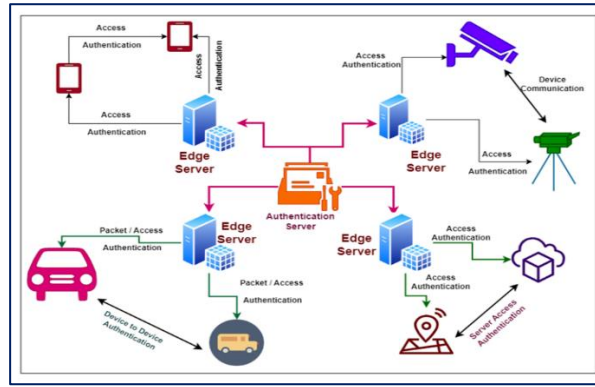 Access
Authentication
Access
Authentication
Access
Authentication
Edge
Server
Access
Authentication
Device
Communication
Access
Authentication
Edge
Server
Authentication
Server
Packet / Access
Authentication
Edge
Server
Packet / Access
Authentication
Device to Device
Authentication
Edge
Server
Access
Authentication
Access
Authentication
Server Access
Authentication